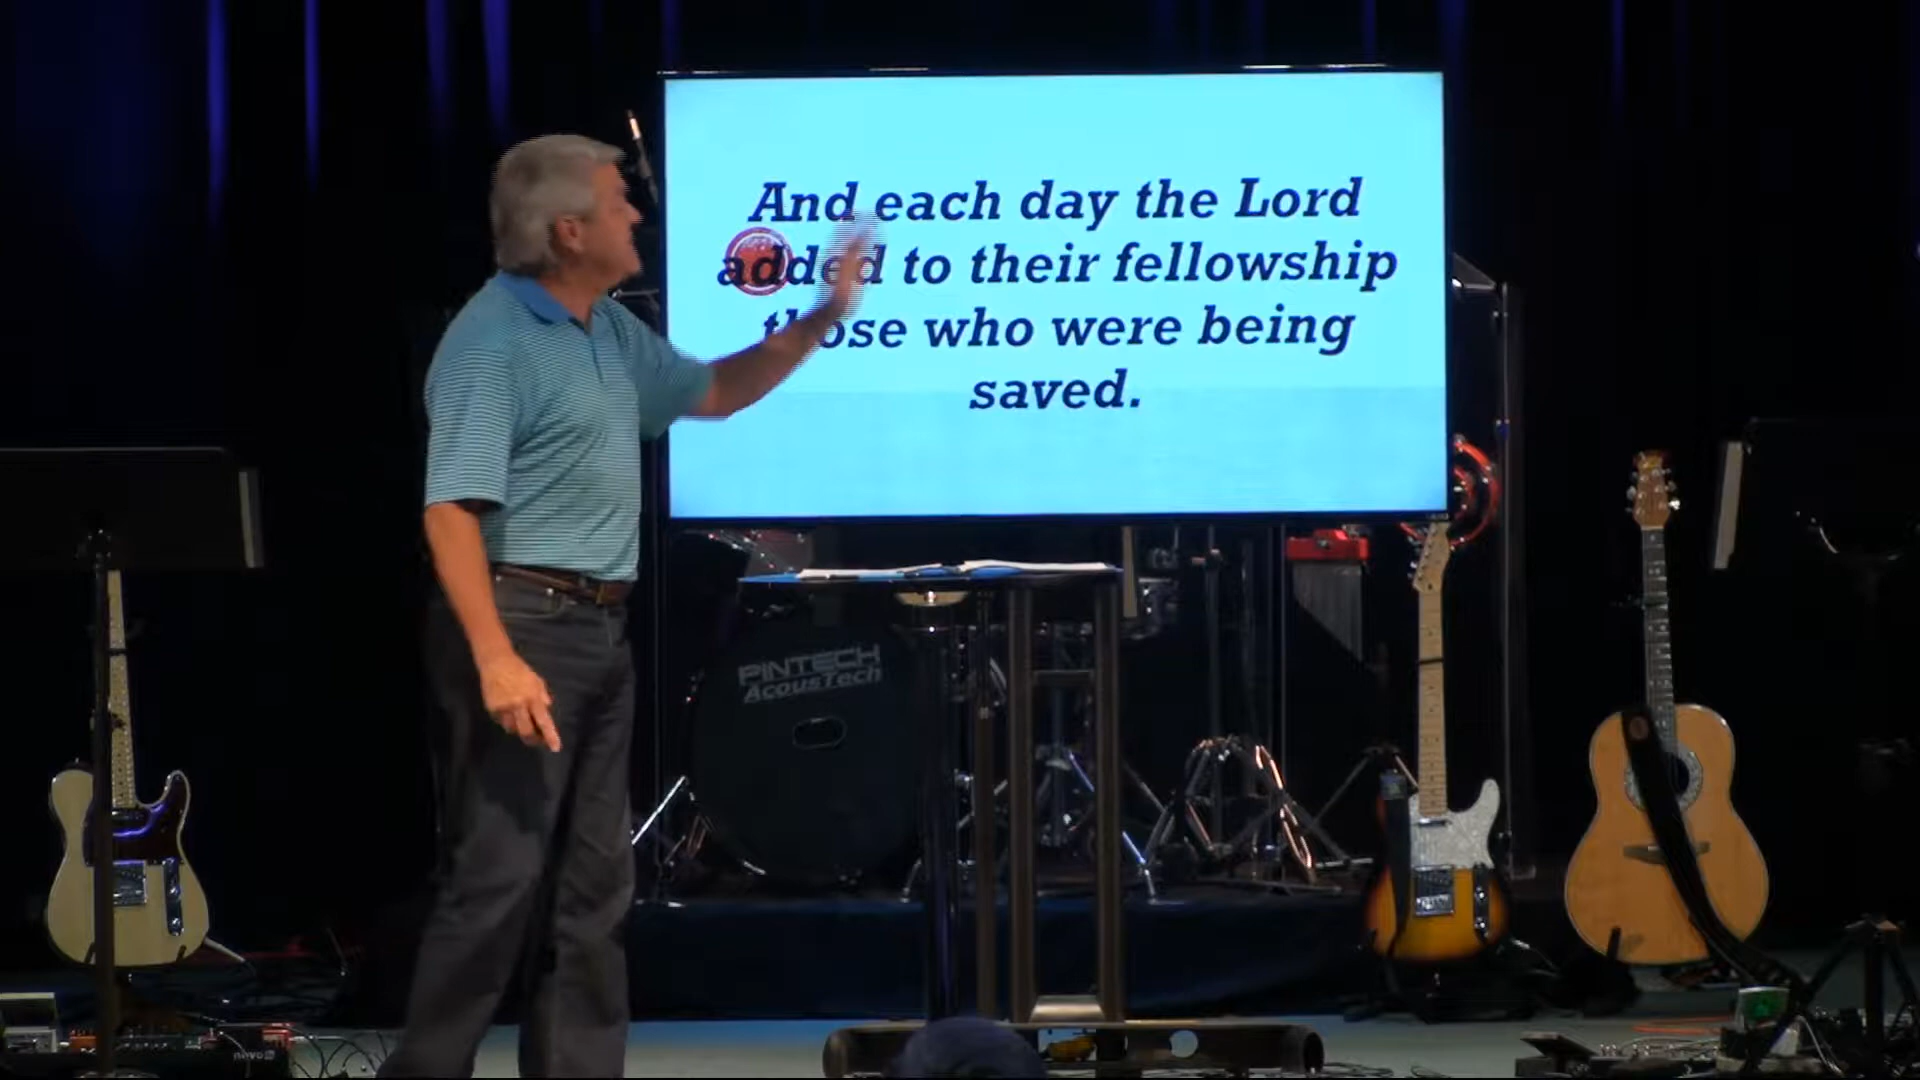 And each day the Lord
added to their fellowship
those who were being
saved.
PINTECH
AcousTech